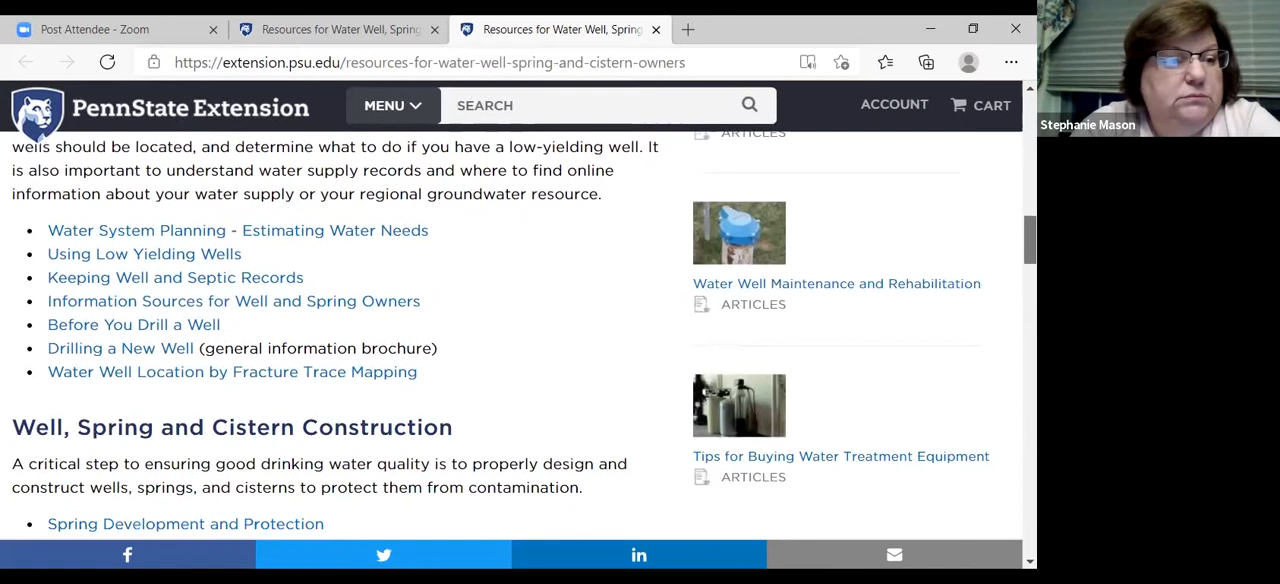 Post Attendee - Zoom
Resources for Water Well, Spring
Resources for Water Well, Spring
https://extension.psu.edu/resources-for-water-well-spring-and-cistern-owners
PennState Extension
MENU
SEARCH
ACCOUNT
CART
Stephanie Mason
wells should be located, and determine what to do if you have a low-yielding well. It
is also important to understand water supply records and where to find online
information about your water supply or your regional groundwater resource.
• Water System Planning - Estimating Water Needs
• Using Low Yielding Wells
• Keeping Well and Septic Records
• Information Sources for Well and Spring Owners
• Before You Drill a Well
• Drilling a New Well (general information brochure)
• Water Well Location by Fracture Trace Mapping
Well, Spring and Cistern Construction
A critical step to ensuring good drinking water quality is to properly design and
construct wells, springs, and cisterns to protect them from contamination.
• Spring Development and Protection
ARTICLES
Water Well Maintenance and Rehabilitation
ARTICLES
Tips for Buying Water Treatment Equipment
ARTICLES